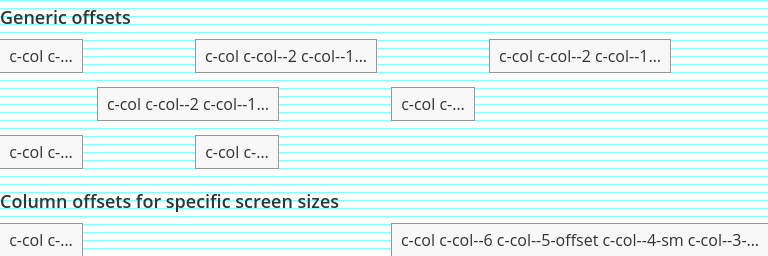 Generic offsets
c-col c-... c-col c-col--2 c-col--1... c-col c-col--2 c-col--1...
c-col c-col--2 c-col--1... c-col c-...
c-col c-... c-col c-...
Column offsets for specific screen sizes
c-col c-... c-col c-col--6 c-col--5-offset c-col--4-sm c-col--3-...